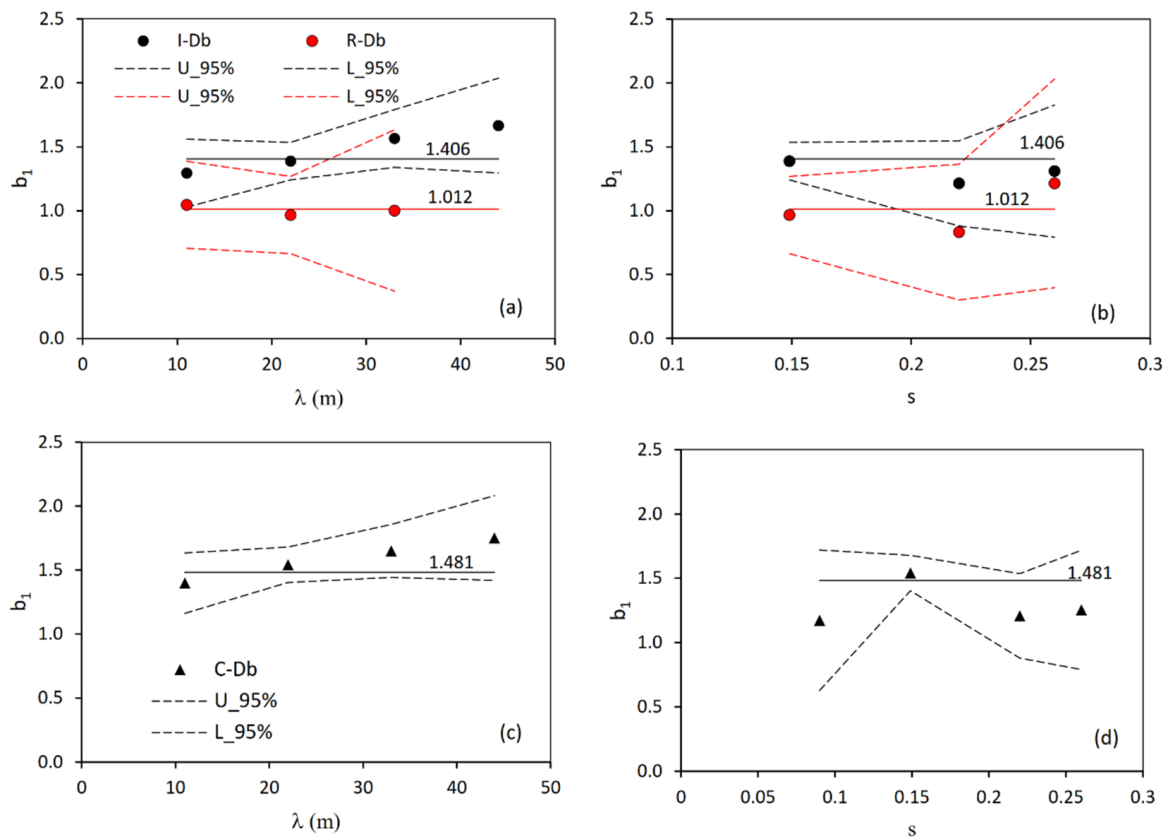 2.5
2.0
1.5
1.0
0.5
0.0
b1
I-Db
R-Db
U_95%
L_95%
U_95%
L_95%
1.406
1.012
(a)
0
10
20
30
40
50
λ (m)
2.5
2.0
1.5
1.0
0.5
0.0
b1
1.406
1.012
(b)
0.1
0.15
0.2
0.25
0.3
s
2.5
2.0
1.5
1.0
0.5
0.0
b1
1.481
C-Db
U_95%
L_95%
(c)
0
10
20
30
40
50
λ (m)
2.5
2.0
1.5
1.0
0.5
0.0
b1
1.481
(d)
0
0.05
0.1
0.15
0.2
0.25
0.3
s